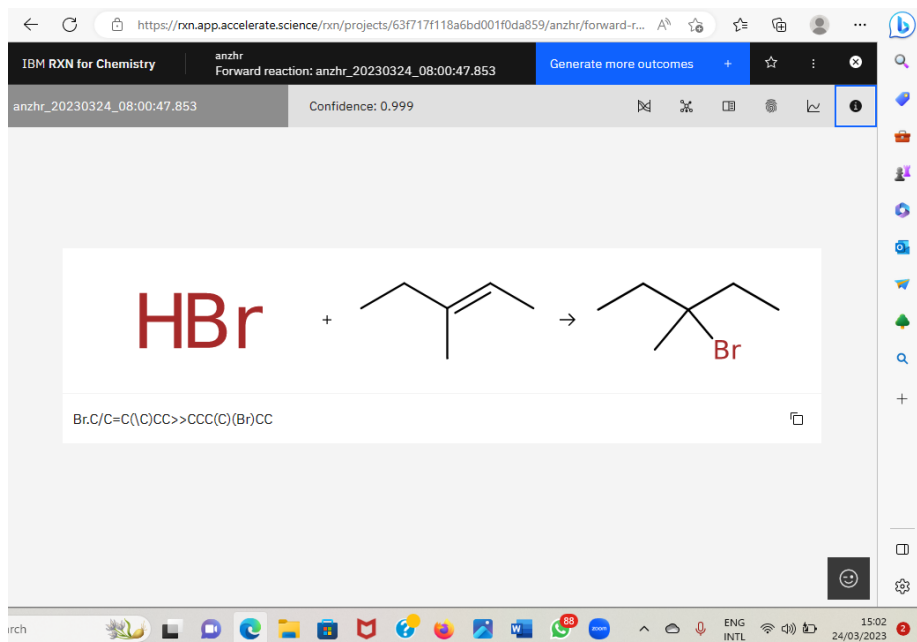 https://rxn.app.accelerate.science/rxn/projects/63f717f118a6bd001f0da859/anzhr/forward-r...
IBM RXN for Chemistry
anzhr
Forward reaction: anzhr_20230324_08:00:47.853
Generate more outcomes +
anzhr_20230324_08:00:47.853
Confidence: 0.999
HBr + → Br
Br.C/C=C(\C)CC>>CCC(C)(Br)CC
arch
88
zoom
ENG
INTL
15:02
24/03/2023
2